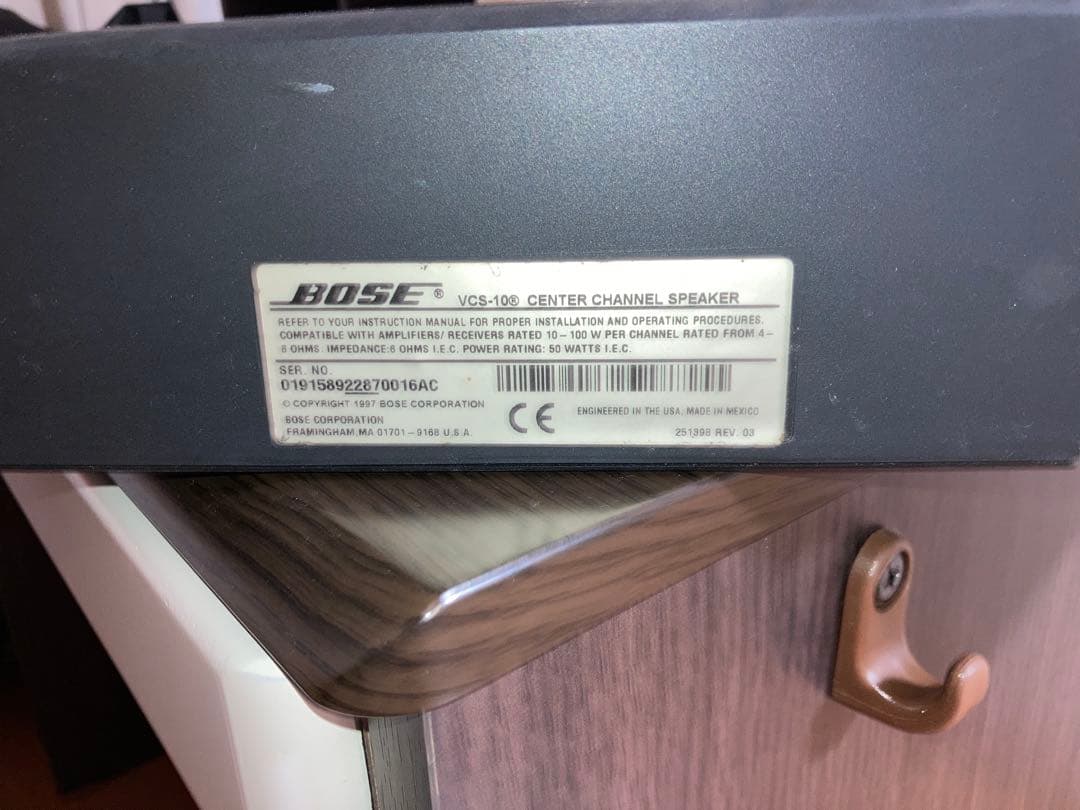 BOSE® VCS-10® CENTER CHANNEL SPEAKER
REFER TO YOUR INSTRUCTION MANUAL FOR PROPER INSTALLATION AND OPERATING PROCEDURES.
COMPATIBLE WITH AMPLIFIERS/ RECEIVERS RATED 10 – 100 W PER CHANNEL RATED FROM 4 –
8 OHMS. IMPEDANCE:6 OHMS I.E.C. POWER RATING: 50 WATTS I.E.C.
SER. NO.
019158922870016AC
© COPYRIGHT 1997 BOSE CORPORATION
BOSE CORPORATION
FRAMINGHAM,MA 01701 – 9168 U.S.A.
CE
ENGINEERED IN THE USA, MADE IN MEXICO
251398 REV. 03